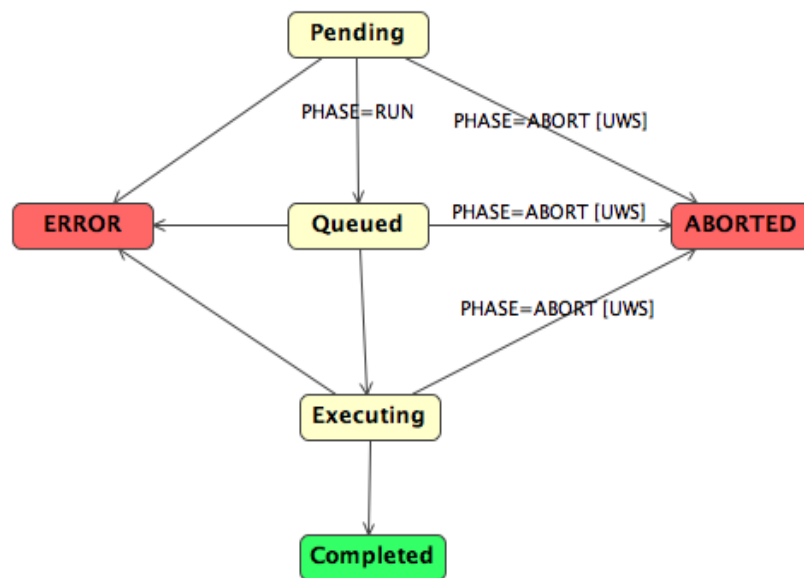 Pending
PHASE=RUN
PHASE=ABORT [UWS]
ERROR
Queued
PHASE=ABORT [UWS]
ABORTED
PHASE=ABORT [UWS]
Executing
Completed